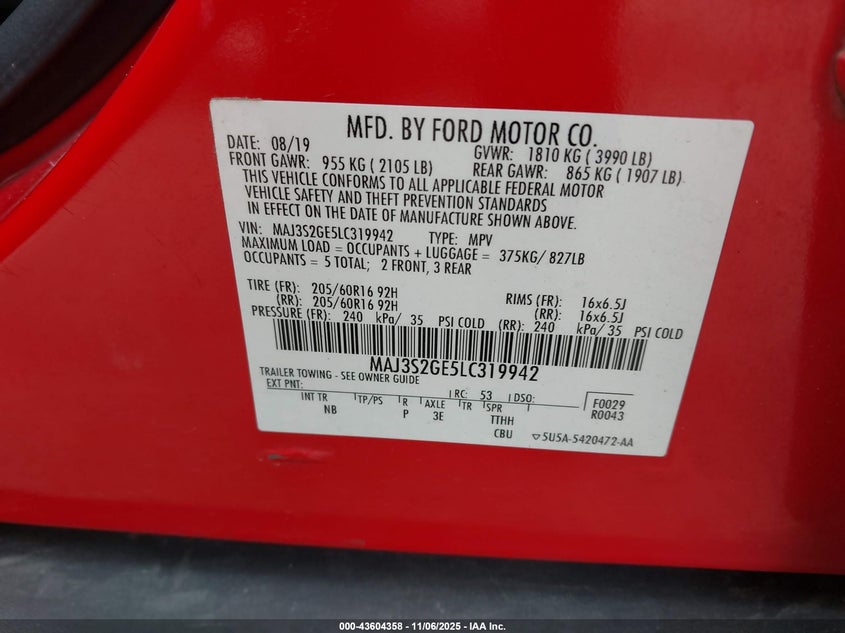 MFD. BY FORD MOTOR CO.
DATE: 08/19 GVWR: 1810 KG ( 3990 LB)
FRONT GAWR: 955 KG ( 2105 LB) REAR GAWR: 865 KG ( 1907 LB)
THIS VEHICLE CONFORMS TO ALL APPLICABLE FEDERAL MOTOR
VEHICLE SAFETY AND THEFT PREVENTION STANDARDS
IN EFFECT ON THE DATE OF MANUFACTURE SHOWN ABOVE.
VIN: MAJ3S2GE5LC319942 TYPE: MPV
MAXIMUM LOAD = OCCUPANTS + LUGGAGE = 375KG/ 827LB
OCCUPANTS = 5 TOTAL; 2 FRONT, 3 REAR
TIRE (FR): 205/60R16 92H RIMS (FR): 16x6.5J
(RR): 205/60R16 92H (RR): 16x6.5J
PRESSURE (FR): 240 kPa/ 35 PSI COLD (RR): 240 kPa/ 35 PSI COLD
MAJ3S2GE5LC319942
TRAILER TOWING - SEE OWNER GUIDE
EXT PNT: RC: 53 DSO: F0029
INT TR TP/PS R AXLE TR SPR R0043
NB P 3E TTHH
CBU 5U5A-5420472-AA
000-43604358 - 11/06/2025 - IAA Inc.